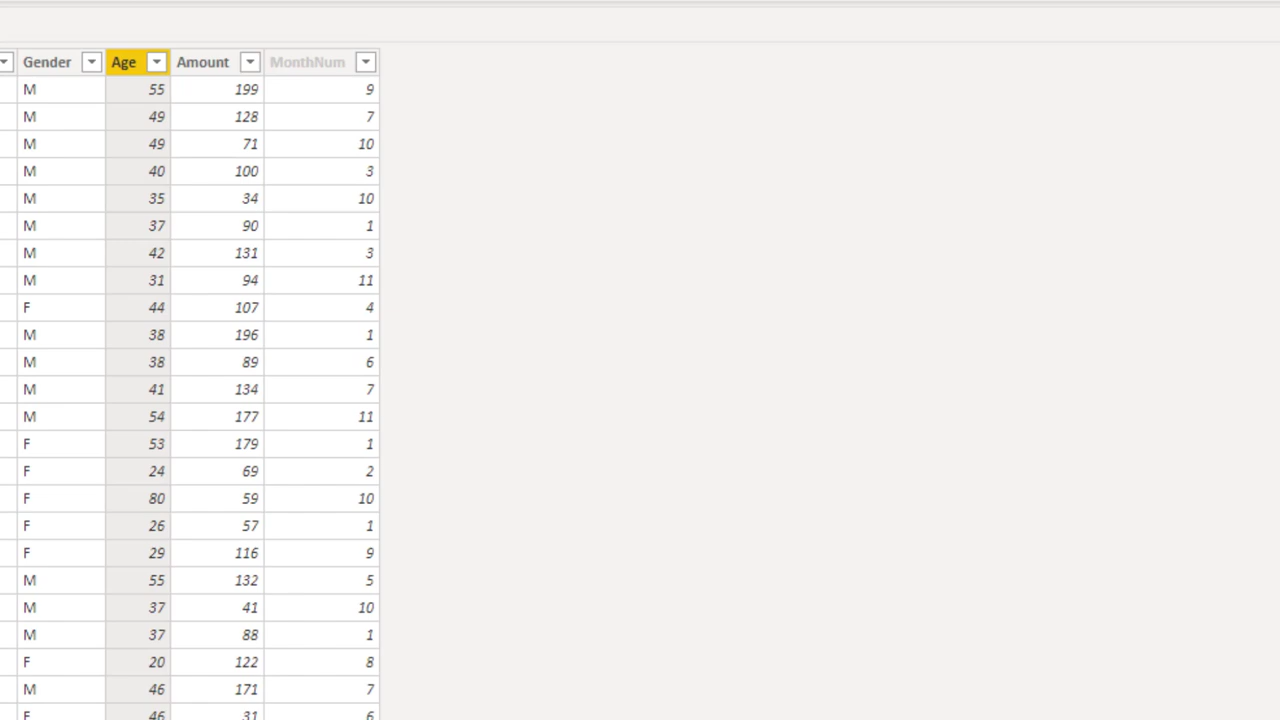 Gender Age Amount MonthNum
M 55 199 9
M 49 128 7
M 49 71 10
M 40 100 3
M 35 34 10
M 37 90 1
M 42 131 3
M 31 94 11
F 44 107 4
M 38 196 1
M 38 89 6
M 41 134 7
M 54 177 11
F 53 179 1
F 24 69 2
F 80 59 10
F 26 57 1
F 29 116 9
M 55 132 5
M 37 41 10
M 37 88 1
F 20 122 8
M 46 171 7
F 46 31 6